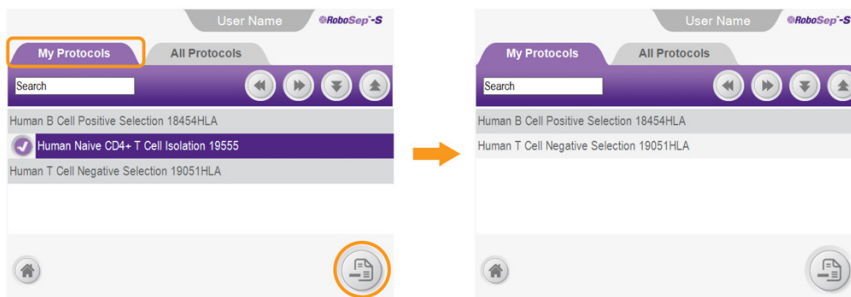 User Name
RoboSep®-S
My Protocols
All Protocols
Search
Human B Cell Positive Selection 18454HLA
Human Naive CD4+ T Cell Isolation 19555
Human T Cell Negative Selection 19051HLA
User Name
RoboSep®-S
My Protocols
All Protocols
Search
Human B Cell Positive Selection 18454HLA
Human T Cell Negative Selection 19051HLA